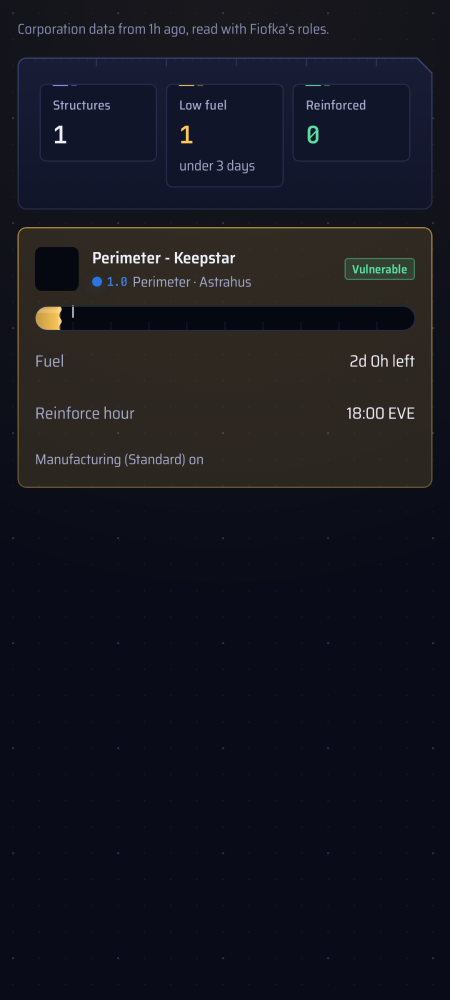 Corporation data from 1h ago, read with Fiofka's roles.
Structures
1
Low fuel
1
under 3 days
Reinforced
0
Perimeter - Keepstar
1.0 Perimeter · Astrahus
Vulnerable
Fuel
2d 0h left
Reinforce hour
18:00 EVE
Manufacturing (Standard) on